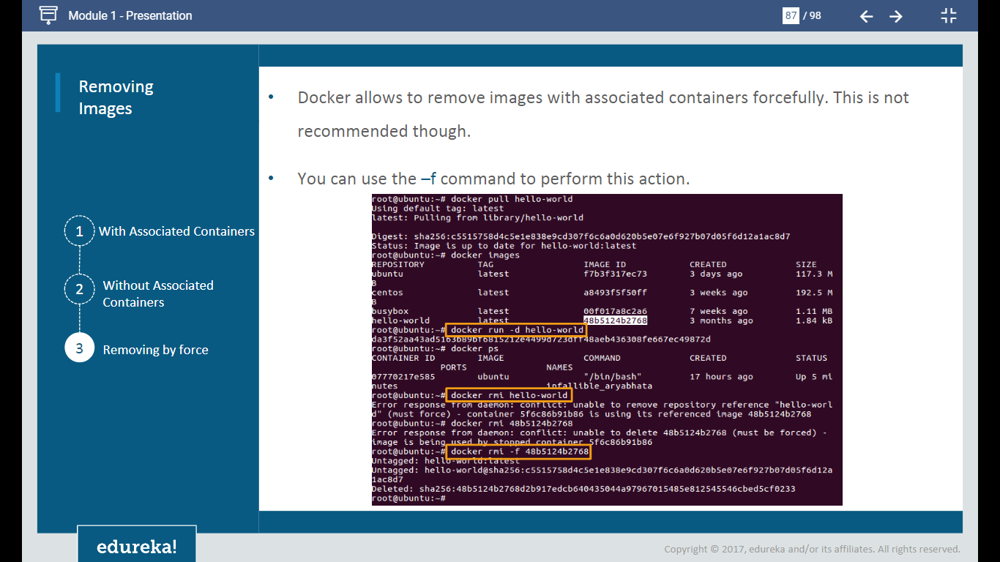 Module 1 - Presentation
87 / 98
Removing
Images
1 With Associated Containers
2 Without Associated
Containers
3 Removing by force
• Docker allows to remove images with associated containers forcefully. This is not
recommended though.
• You can use the –f command to perform this action.
root@ubuntu:~# docker pull hello-world
Using default tag: latest
latest: Pulling from library/hello-world
Digest: sha256:c5515758d4c5e1e838e9cd307f6c6a0d620b5e07e6f927b07d05f6d12a1ac8d7
Status: Image is up to date for hello-world:latest
root@ubuntu:~# docker images
REPOSITORY TAG IMAGE ID CREATED SIZE
ubuntu latest f7b3f317ec73 3 days ago 117.3 M
B
centos latest a8493f5f50ff 3 weeks ago 192.5 M
B
busybox latest 00f017a8c2a6 7 weeks ago 1.11 MB
hello-world latest 48b5124b2768 3 months ago 1.84 kB
root@ubuntu:~# docker run -d hello-world
da3f52aa43ad5163b89bf6815212e4499d723dff48aeb436308fe667ec49872d
root@ubuntu:~# docker ps
CONTAINER ID IMAGE COMMAND CREATED STATUS
PORTS NAMES
07770217e585 ubuntu "/bin/bash" 17 hours ago Up 5 mi
nutes infallible_aryabhata
root@ubuntu:~# docker rmi hello-world
Error response from daemon: conflict: unable to remove repository reference "hello-worl
d" (must force) - container 5f6c86b91b86 is using its referenced image 48b5124b2768
root@ubuntu:~# docker rmi 48b5124b2768
Error response from daemon: conflict: unable to delete 48b5124b2768 (must be forced) -
image is being used by stopped container 5f6c86b91b86
root@ubuntu:~# docker rmi -f 48b5124b2768
Untagged: hello-world:latest
Untagged: hello-world@sha256:c5515758d4c5e1e838e9cd307f6c6a0d620b5e07e6f927b07d05f6d12a
1ac8d7
Deleted: sha256:48b5124b2768d2b917edcb640435044a97967015485e812545546cbed5cf0233
root@ubuntu:~#
edureka!
Copyright © 2017, edureka and/or its affiliates. All rights reserved.